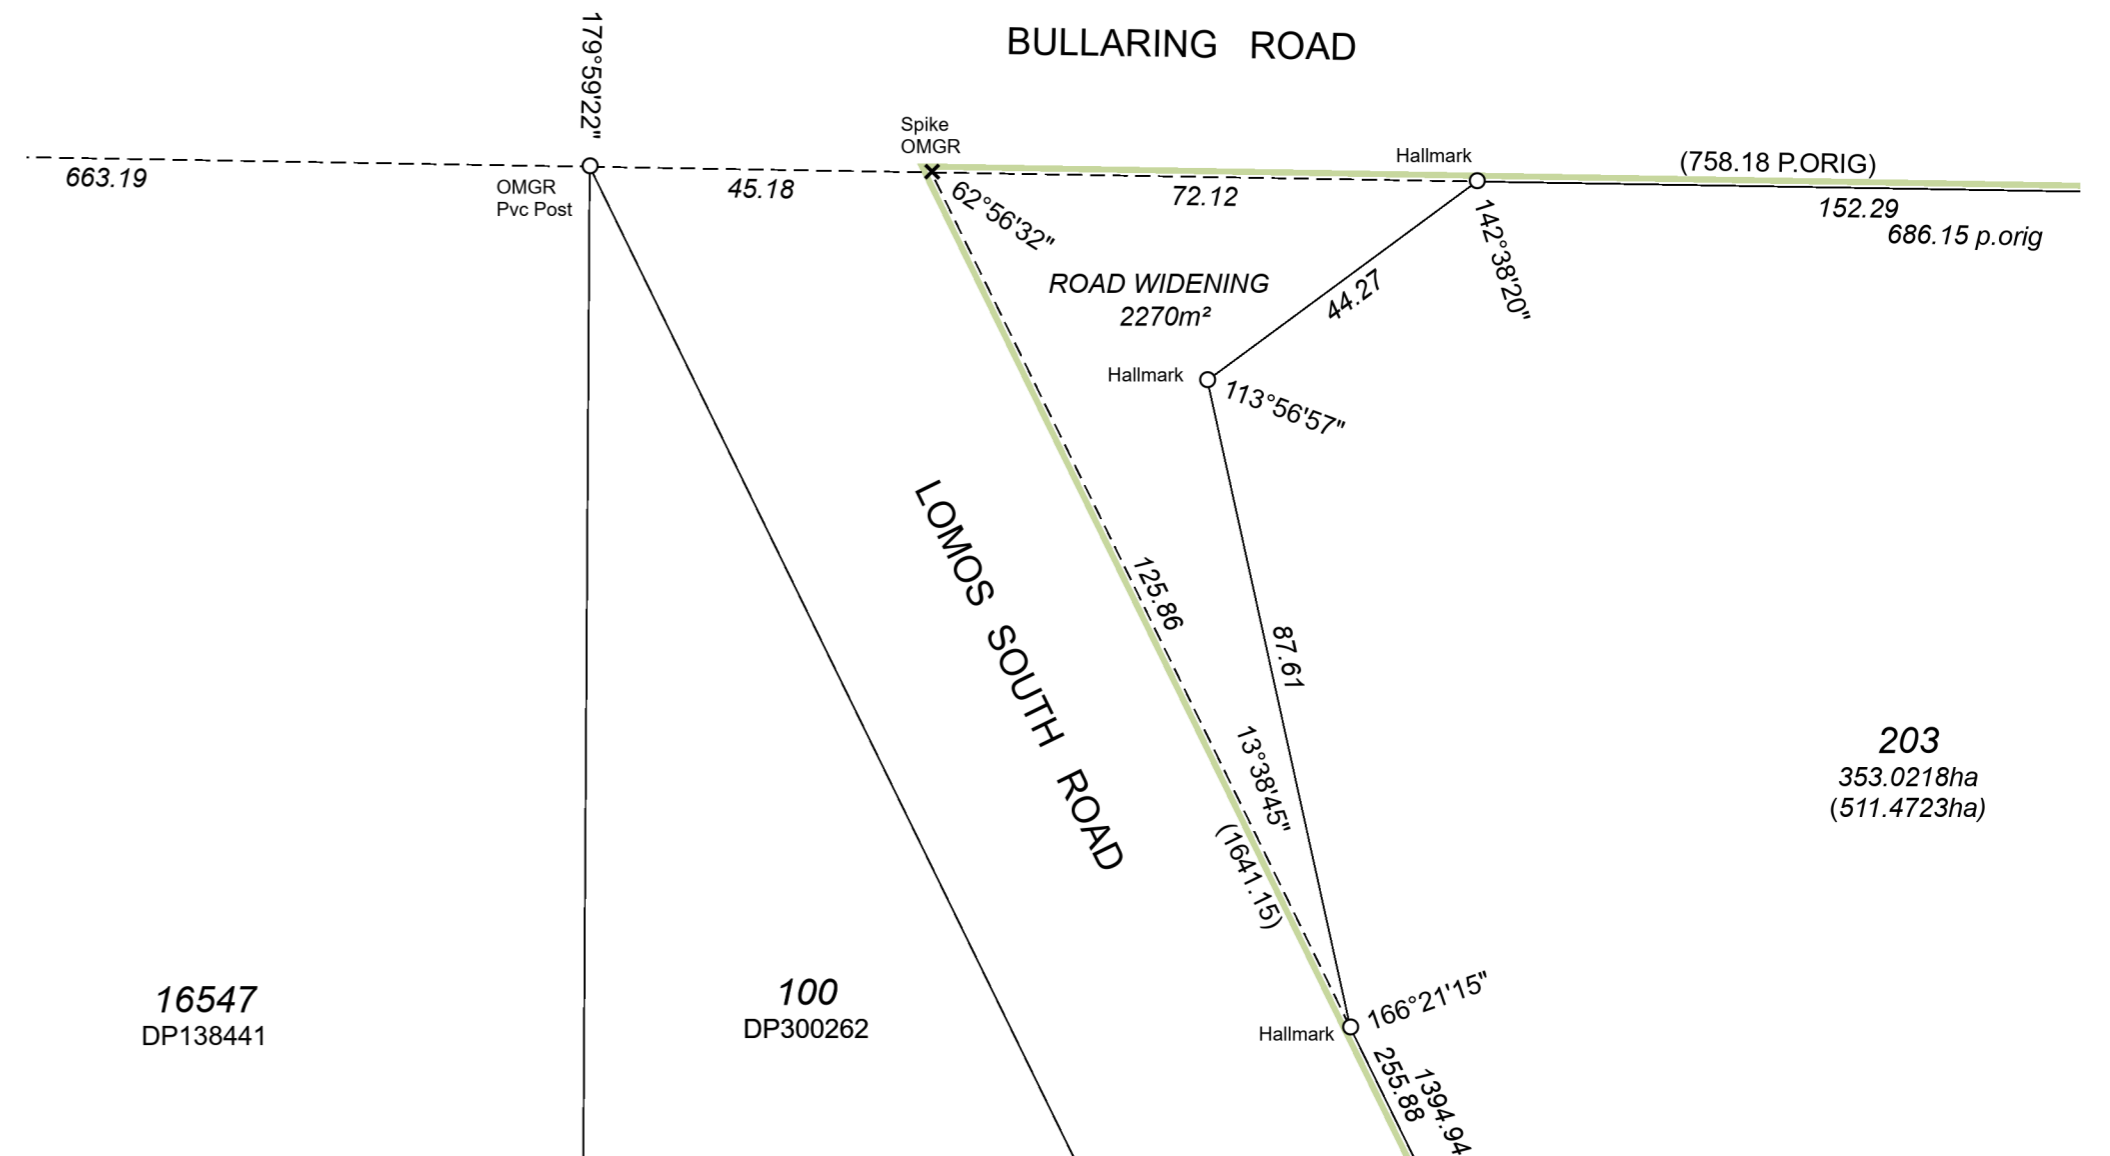 179°59'22"
BULLARING ROAD
Spike
OMGR
Hallmark
(758.18 P.ORIG)
663.19
OMGR
Pvc Post
45.18
62°56'32"
72.12
152.29
686.15 p.orig
142°38'20"
ROAD WIDENING
2270m²
44.27
Hallmark
113°56'57"
LOMOS SOUTH ROAD
125.86
87.61
13°38'45"
(1641.15)
203
353.0218ha
(511.4723ha)
16547
DP138441
100
DP300262
Hallmark
166°21'15"
255.88
1394.94